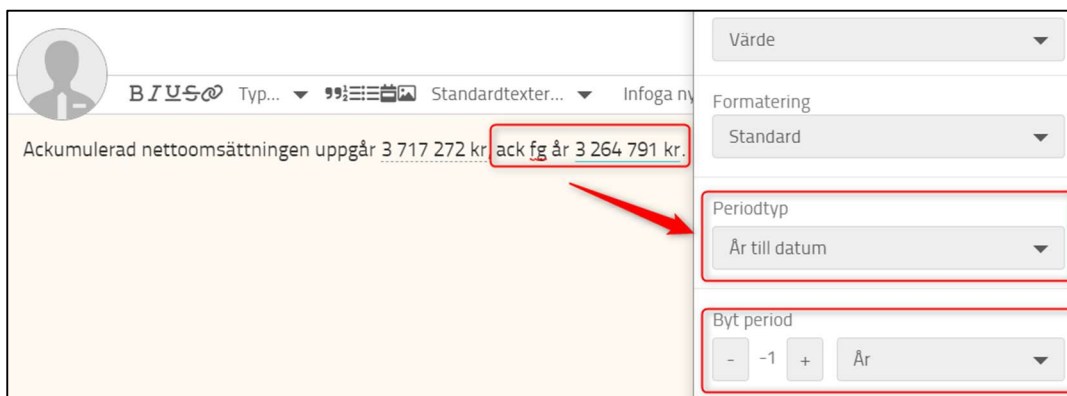 Värde
B I U S Typ... Standardtexter... Infoga ny
Formatering
Standard
Ackumulerad nettoomsättningen uppgår 3 717 272 kr, ack fg år 3 264 791 kr.
Periodtyp
År till datum
Byt period
- -1 + År